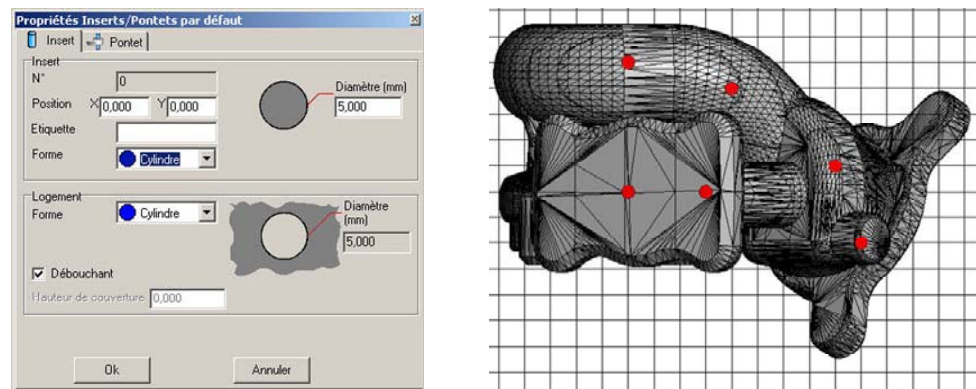 Propriétés Inserts/Pontets par défaut
Insert
Pontet
Insert
N°
0
Position X 0,000 Y 0,000
Diamètre (mm)
5,000
Etiquette
Forme
Cylindre
Logement
Forme
Cylindre
Diamètre
(mm)
5,000
Débouchant
Hauteur de couverture 0,000
Ok
Annuler